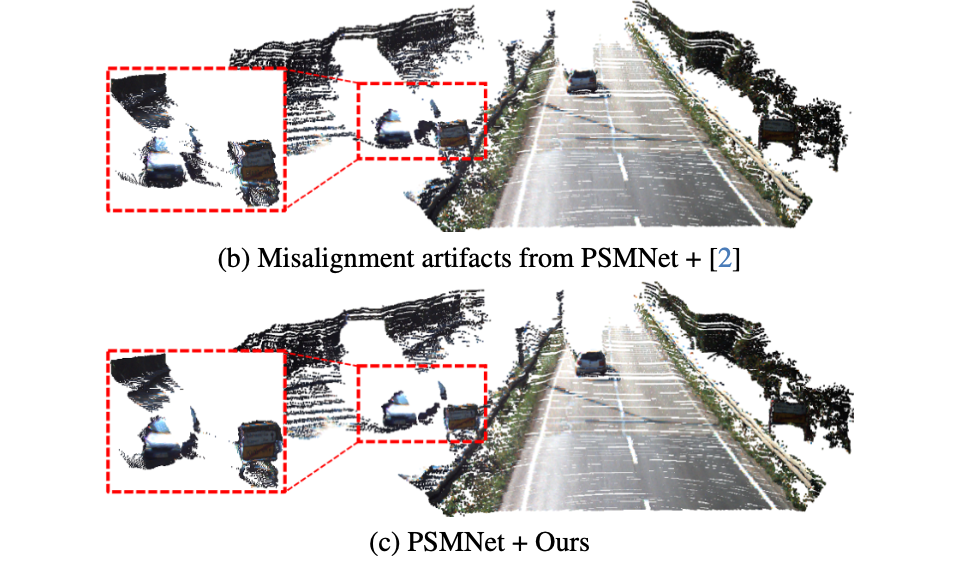 (b) Misalignment artifacts from PSMNet + [2]
(c) PSMNet + Ours